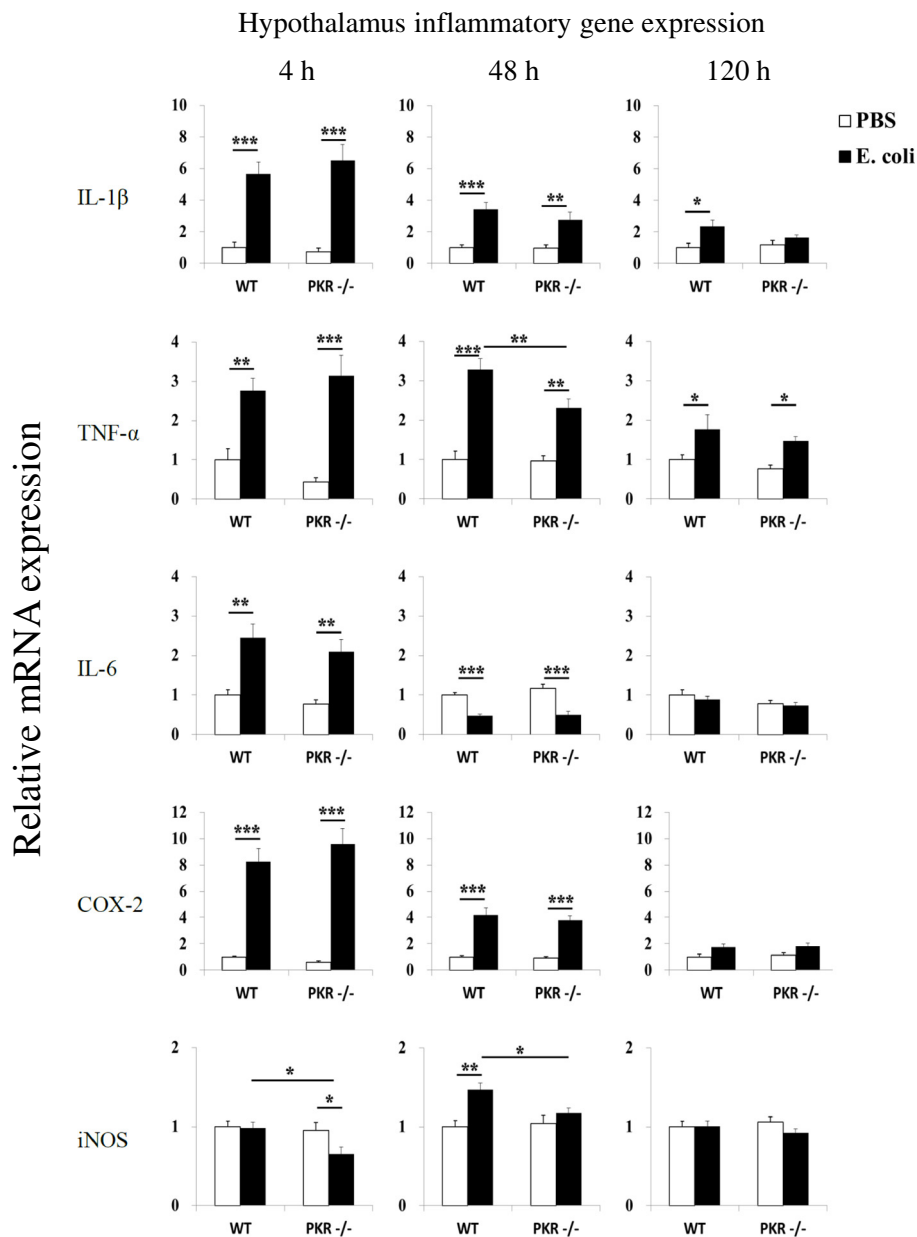 Hypothalamus inflammatory gene expression
4 h 48 h 120 h
PBS
E. coli
Relative mRNA expression
IL-1β
10 10 10
*** *** *** ** *
8 8 8
6 6 6
4 4 4
2 2 2
0 0 0
WT PKR -/- WT PKR -/- WT PKR -/-
TNF-α
4 4 4
** *** *** ** ** * *
3 3 3
2 2 2
1 1 1
0 0 0
WT PKR -/- WT PKR -/- WT PKR -/-
IL-6
4 4 4
** ** *** ***
3 3 3
2 2 2
1 1 1
0 0 0
WT PKR -/- WT PKR -/- WT PKR -/-
COX-2
12 12 12
*** *** *** ***
10 10 10
8 8 8
6 6 6
4 4 4
2 2 2
0 0 0
WT PKR -/- WT PKR -/- WT PKR -/-
iNOS
2 2 2
* * ** *
1 1 1
0 0 0
WT PKR -/- WT PKR -/- WT PKR -/-